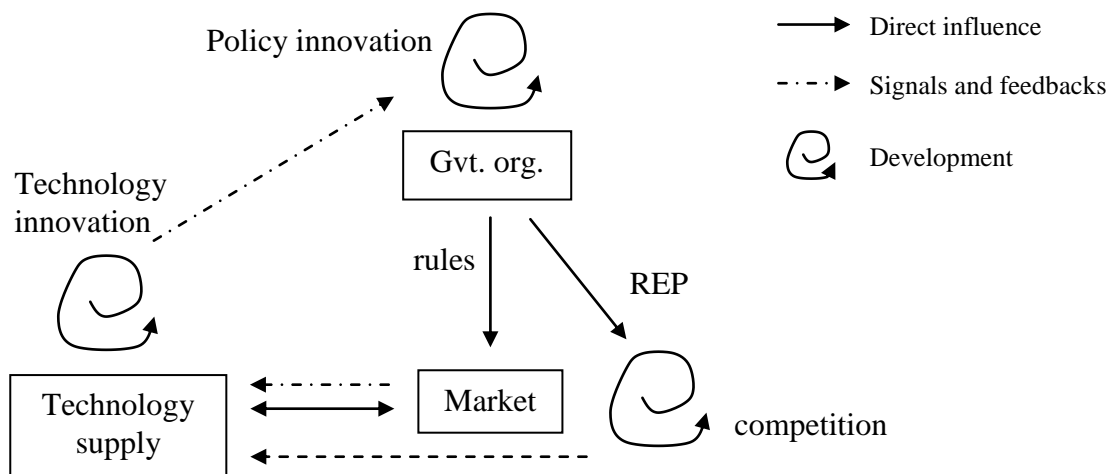 Policy innovation
Direct influence
Signals and feedbacks
Development
Gvt. org.
Technology
innovation
rules
REP
Technology
supply
Market
competition